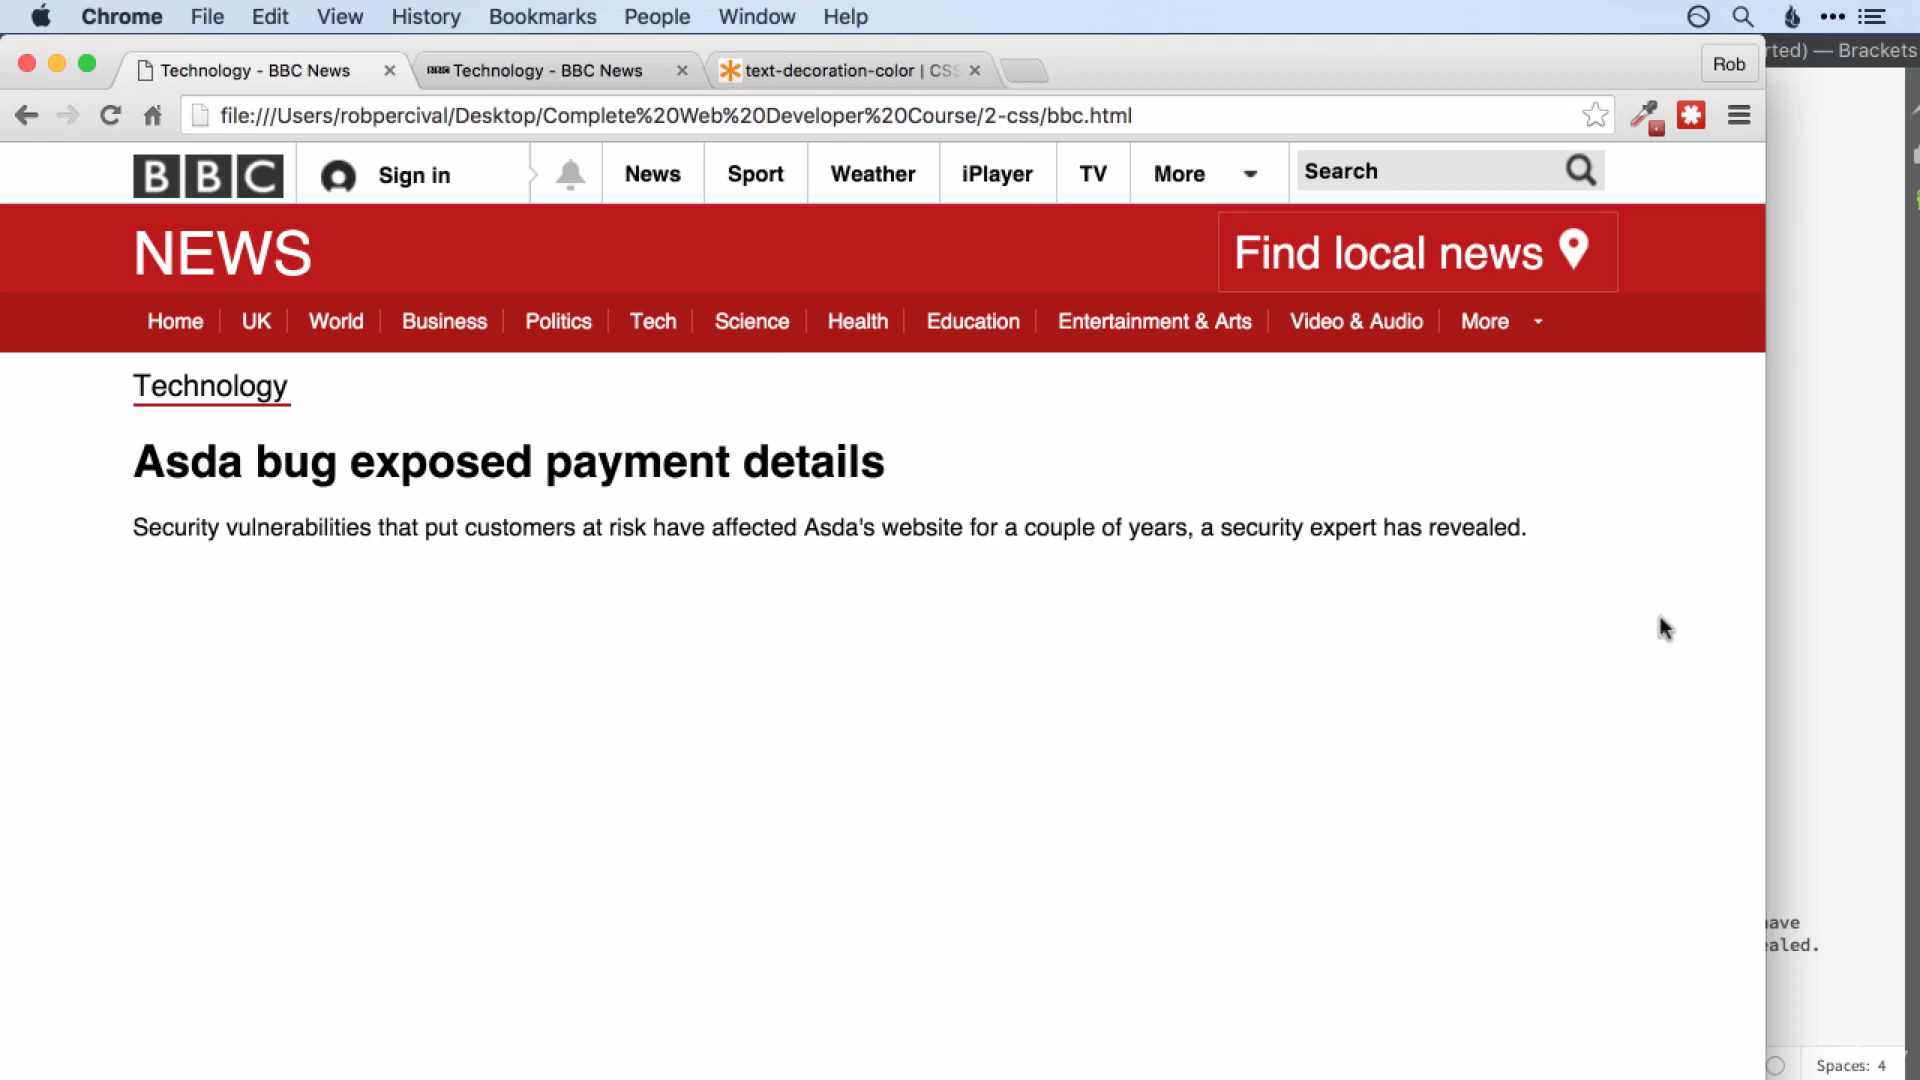 Chrome File Edit View History Bookmarks People Window Help
rted) — Brackets
Technology - BBC News
BBC Technology - BBC News
text-decoration-color | CSS
Rob
file:///Users/robpercival/Desktop/Complete%20Web%20Developer%20Course/2-css/bbc.html
BBC Sign in News Sport Weather iPlayer TV More Search
NEWS Find local news
Home UK World Business Politics Tech Science Health Education Entertainment & Arts Video & Audio More
Technology
Asda bug exposed payment details
Security vulnerabilities that put customers at risk have affected Asda's website for a couple of years, a security expert has revealed.
have
ealed.
Spaces: 4